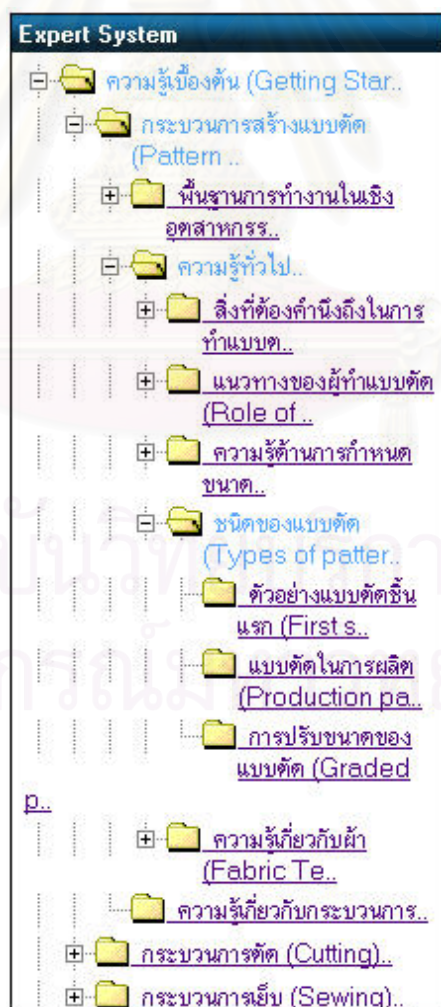 Expert System
ความรู้เบื้องต้น (Getting Star..
กระบวนการสร้างแบบตัด
(Pattern ..
พื้นฐานการทำงานในเชิง
อุตสาหกรร..
ความรู้ทั่วไป..
สิ่งที่ต้องคำนึงถึงในการ
ทำแบบต..
แนวทางของผู้ทำแบบตัด
(Role of ..
ความรู้ด้านการกำหนด
ขนาด..
ชนิดของแบบตัด
(Types of patter..
ตัวอย่างแบบตัดชิ้น
แรก (First s..
แบบตัดในการผลิต
(Production pa..
การปรับขนาดของ
แบบตัด (Graded
p..
ความรู้เกี่ยวกับผ้า
(Fabric Te..
ความรู้เกี่ยวกับกระบวนการ..
กระบวนการตัด (Cutting)..
กระบวนการเย็บ (Sewing)..